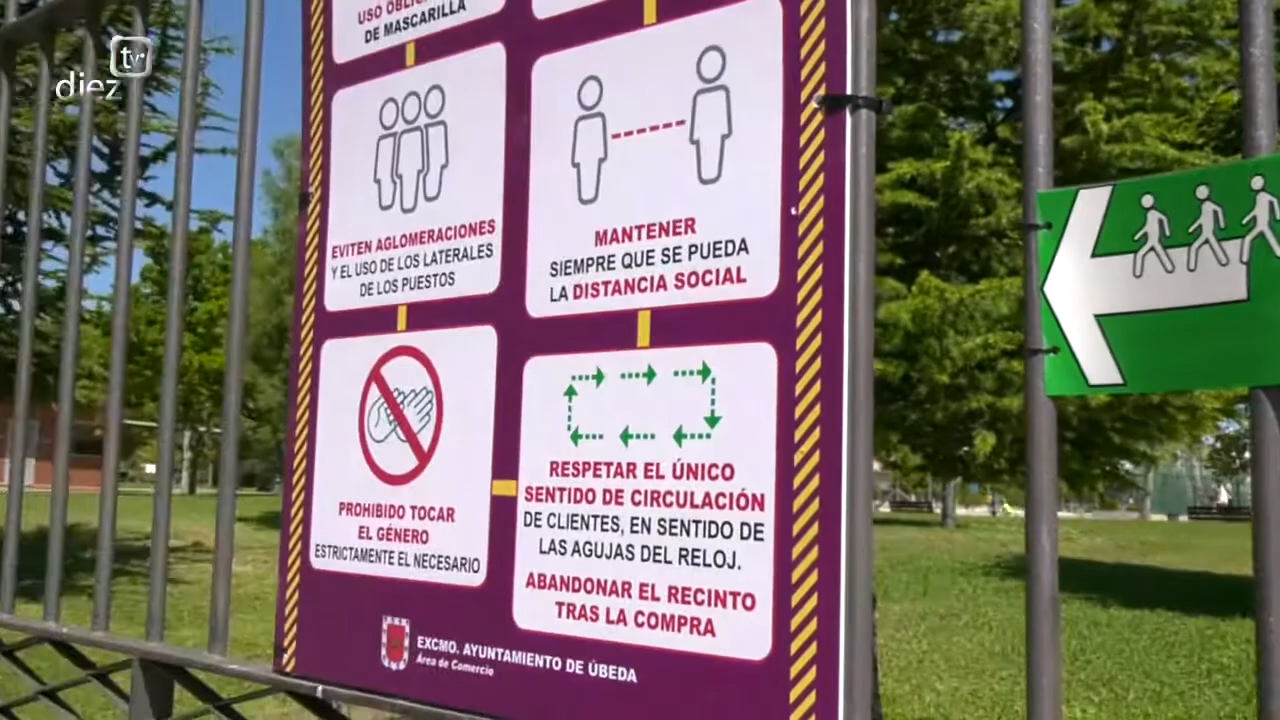 diez
tv
USO
DE MASCARILLA
EVITEN AGLOMERACIONES
Y EL USO DE LOS LATERALES
DE LOS PUESTOS
MANTENER
SIEMPRE QUE SE PUEDA
LA DISTANCIA SOCIAL
PROHIBIDO TOCAR
EL GÉNERO
ESTRICTAMENTE EL NECESARIO
RESPETAR EL ÚNICO
SENTIDO DE CIRCULACIÓN
DE CLIENTES, EN SENTIDO DE
LAS AGUJAS DEL RELOJ.
ABANDONAR EL RECINTO
TRAS LA COMPRA
EXCMO. AYUNTAMIENTO DE ÚBEDA
Área de Comercio